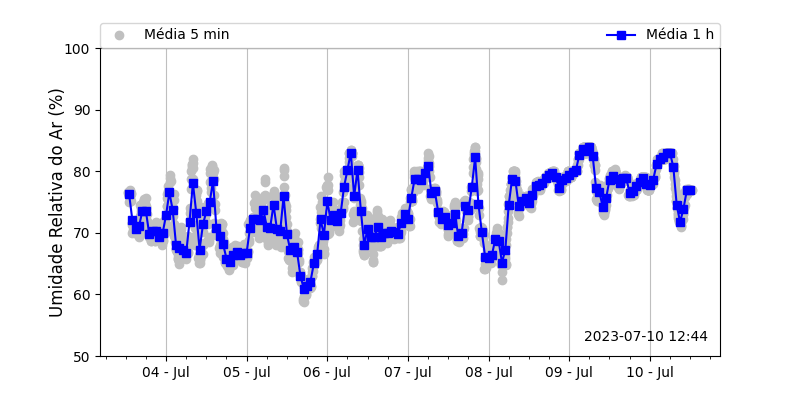 Média 5 min
Média 1 h
Umidade Relativa do Ar (%)
100
90
80
70
60
50
2023-07-10 12:44
04 - Jul
05 - Jul
06 - Jul
07 - Jul
08 - Jul
09 - Jul
10 - Jul